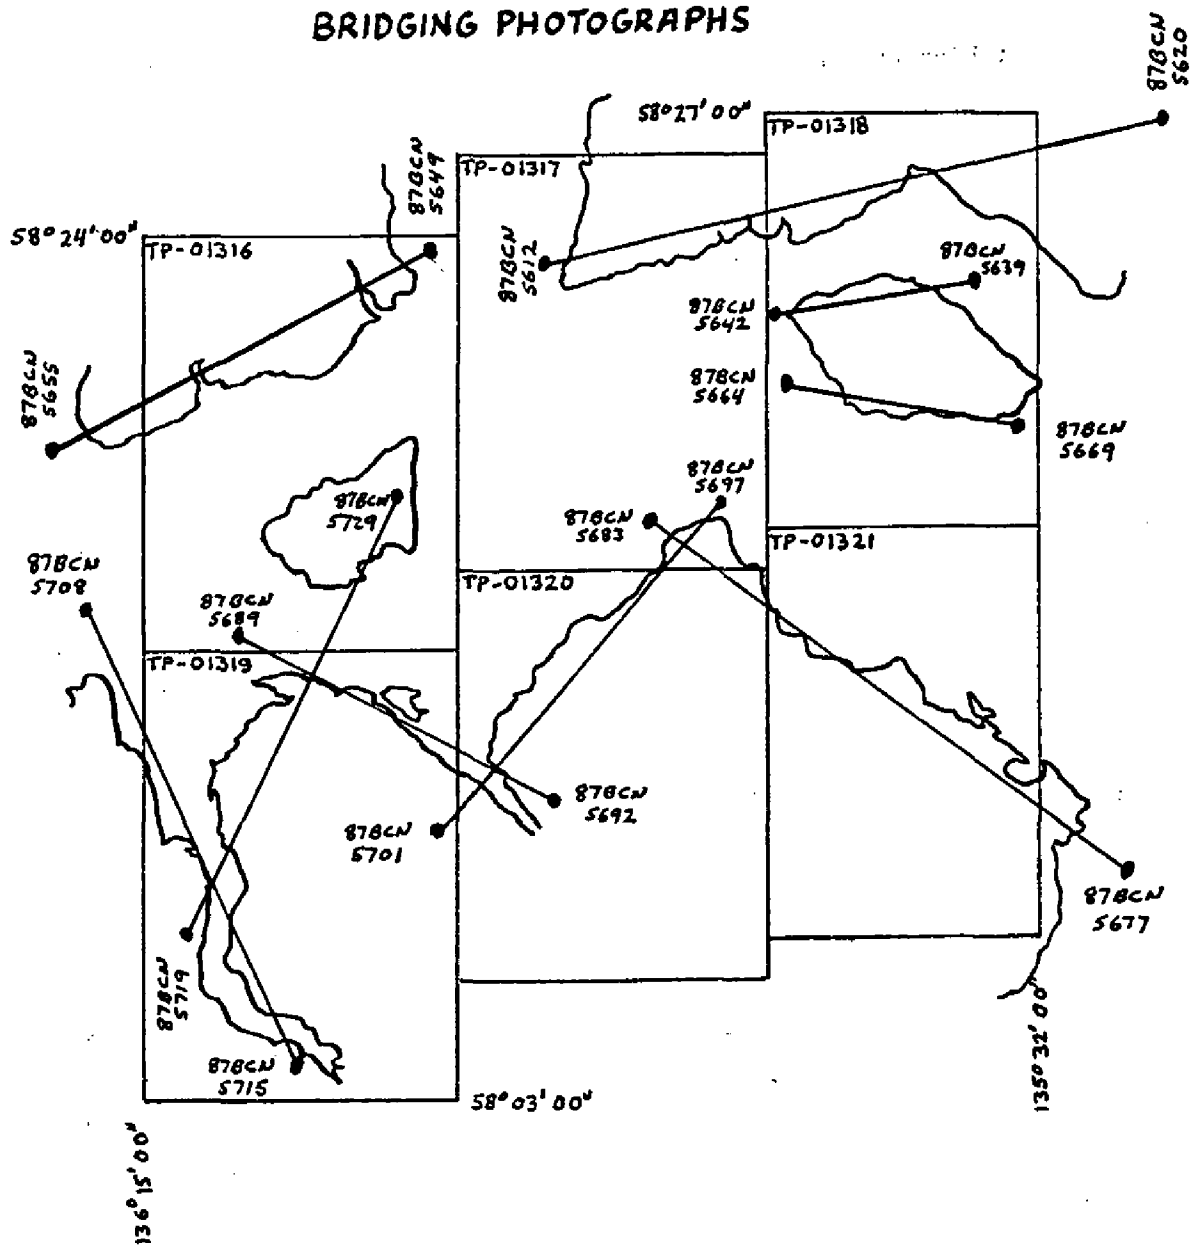 BRIDGING PHOTOGRAPHS
87BCN
5620
58°27'00"
TP-01318
TP-01317
87BCN
5649
58°24'00"
TP-01316
87BCN
5612
87BCN
5639
87BCN
5642
87BCN
5655
87BCN
5664
87BCN
5669
87BCN
5697
87BCN
5729
87BCN
5683
TP-01321
87BCN
5708
TP-01320
87BCN
5689
TP-01319
87BCN
5692
87BCN
5701
87BCN
5677
87BCN
5719
87BCN
5715
58°03'00"
135°32'00"
136°15'00"